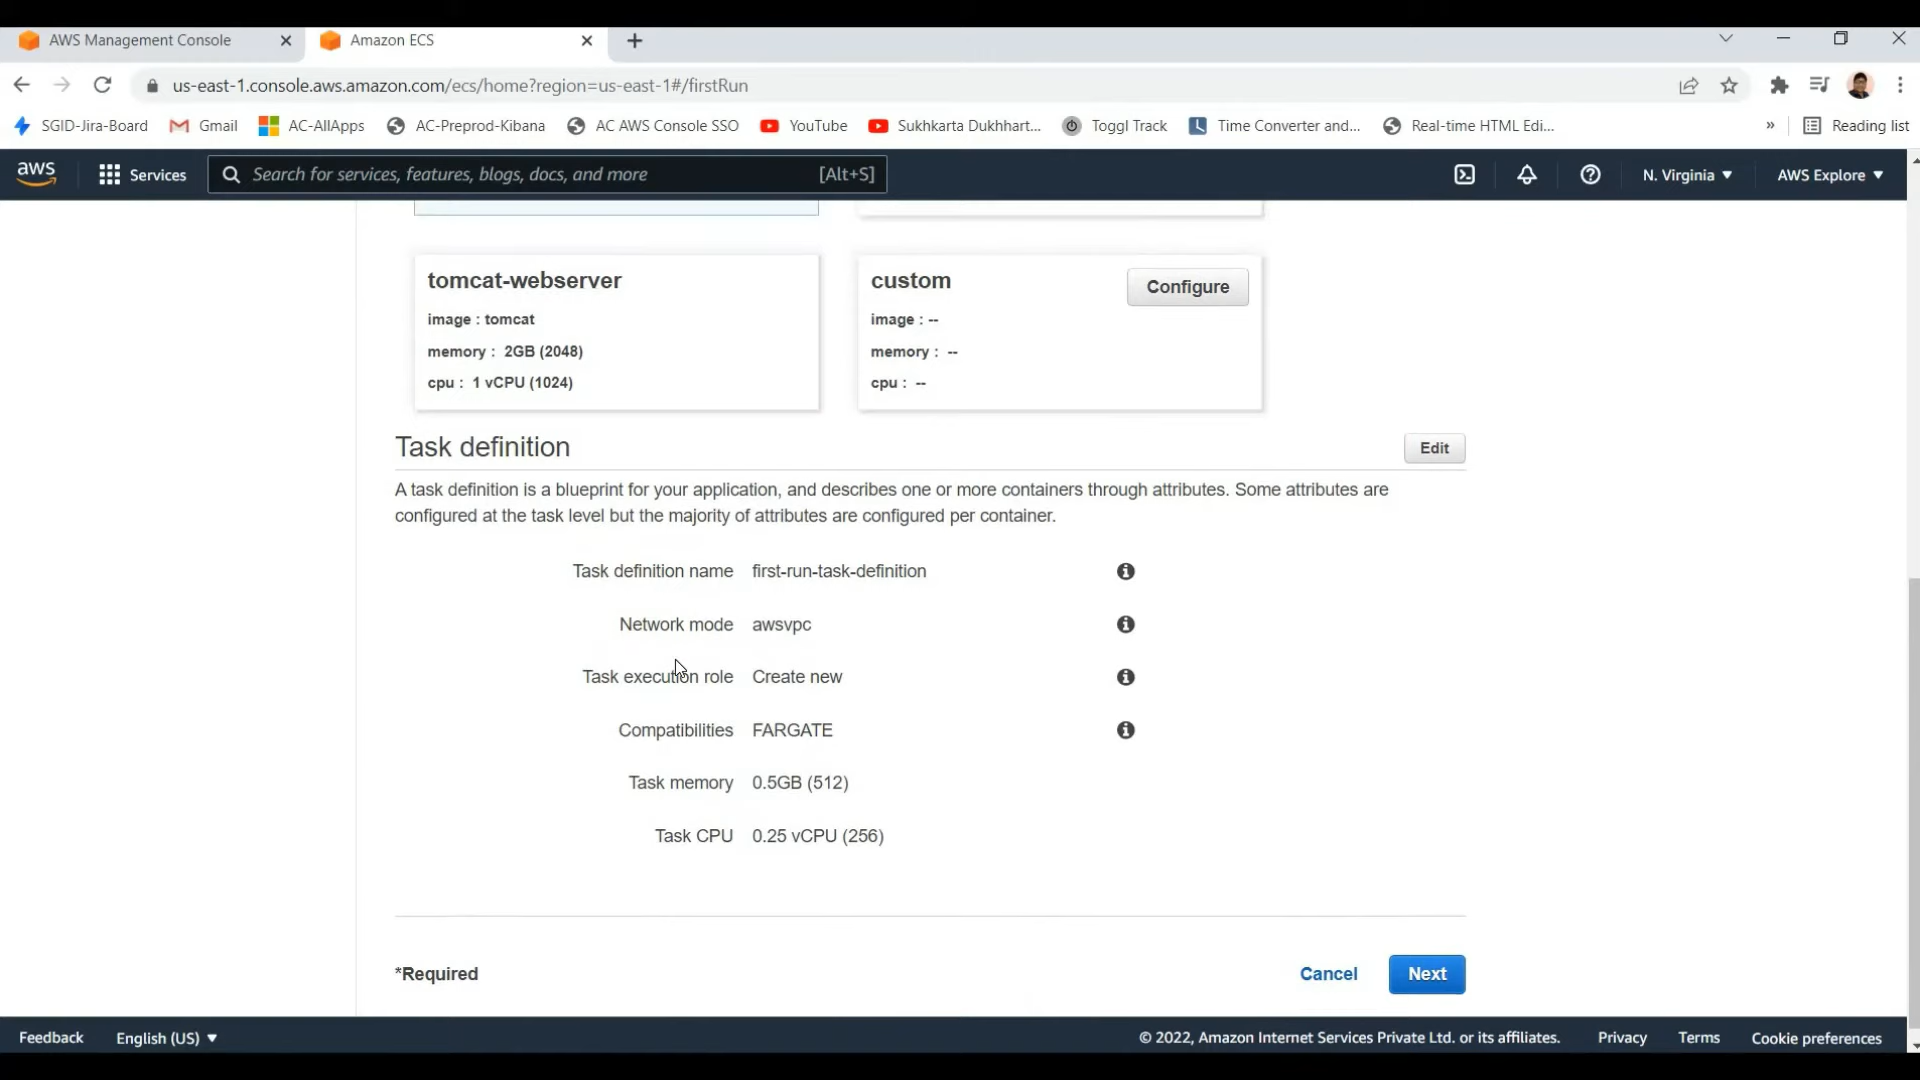 AWS Management Console
Amazon ECS
us-east-1.console.aws.amazon.com/ecs/home?region=us-east-1#/firstRun
SGID-Jira-Board
Gmail
AC-AllApps
AC-Preprod-Kibana
AC AWS Console SSO
YouTube
Sukhkarta Dukhhart...
Toggl Track
Time Converter and...
Real-time HTML Edi...
»
Reading list
aws
Services
Search for services, features, blogs, docs, and more
[Alt+S]
N. Virginia
AWS Explore
tomcat-webserver
image : tomcat
memory : 2GB (2048)
cpu : 1 vCPU (1024)
custom
Configure
image : --
memory : --
cpu : --
Task definition
Edit
A task definition is a blueprint for your application, and describes one or more containers through attributes. Some attributes are
configured at the task level but the majority of attributes are configured per container.
Task definition name first-run-task-definition
Network mode awsvpc
Task execution role Create new
Compatibilities FARGATE
Task memory 0.5GB (512)
Task CPU 0.25 vCPU (256)
*Required
Cancel
Next
Feedback
English (US)
© 2022, Amazon Internet Services Private Ltd. or its affiliates.
Privacy
Terms
Cookie preferences